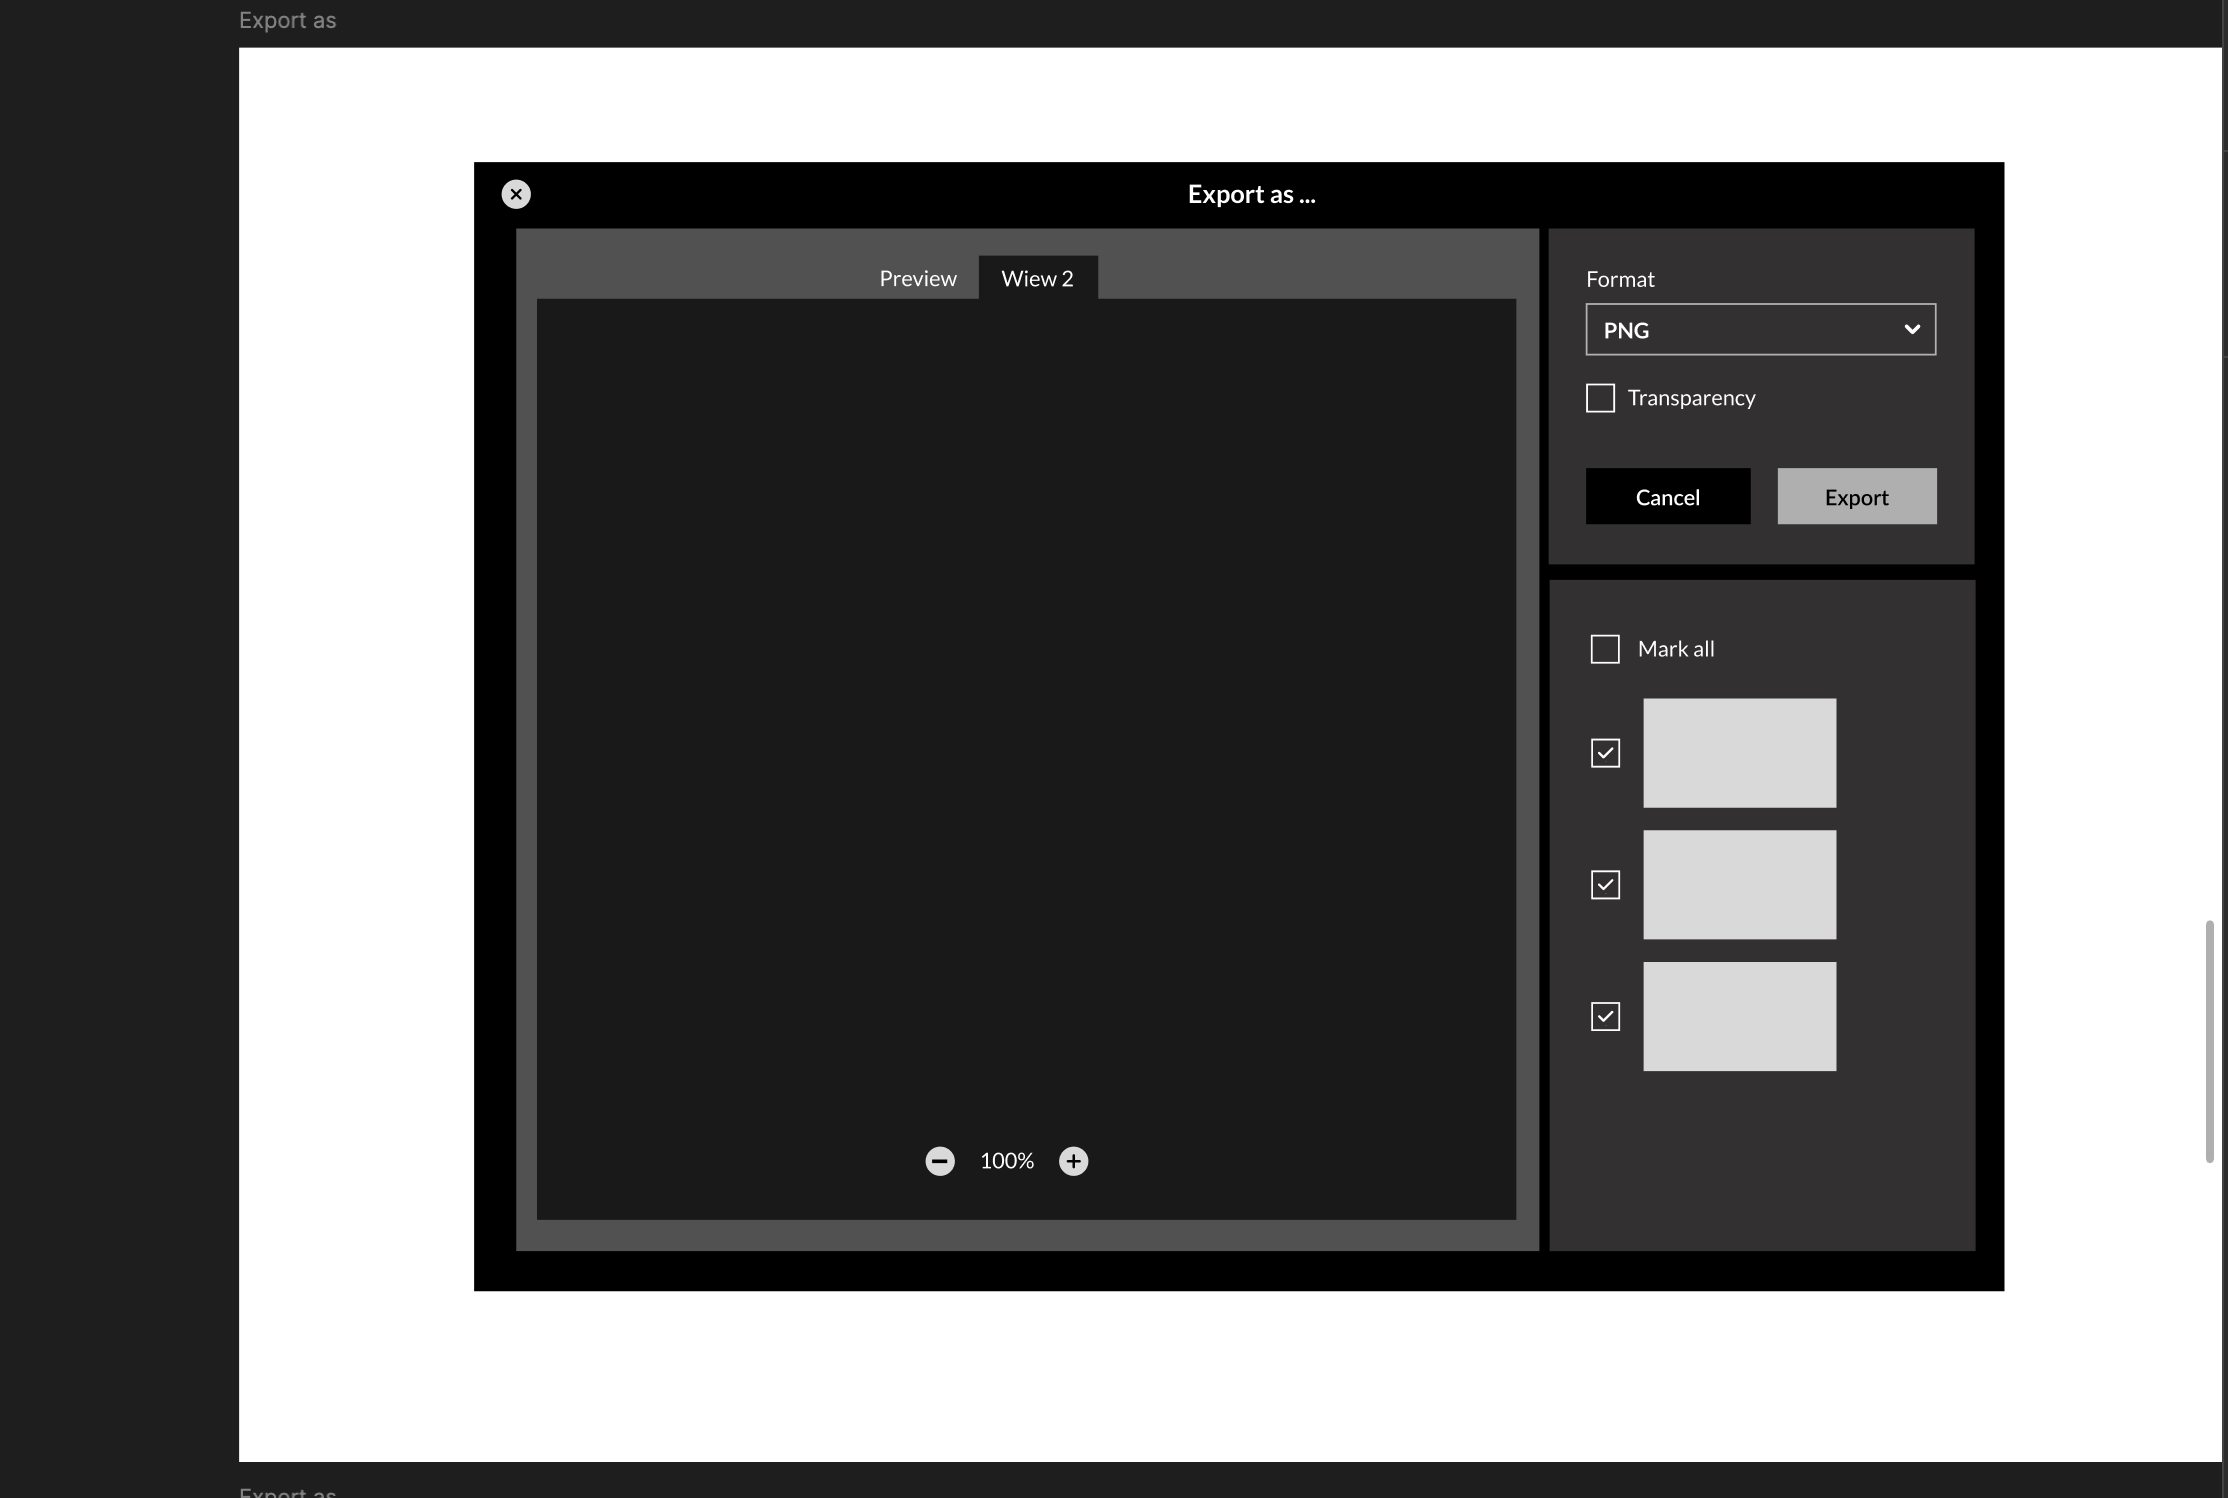 Export as
Export as ...
Preview
Wiew 2
Format
PNG
Transparency
Cancel
Export
Mark all
100%
Export as